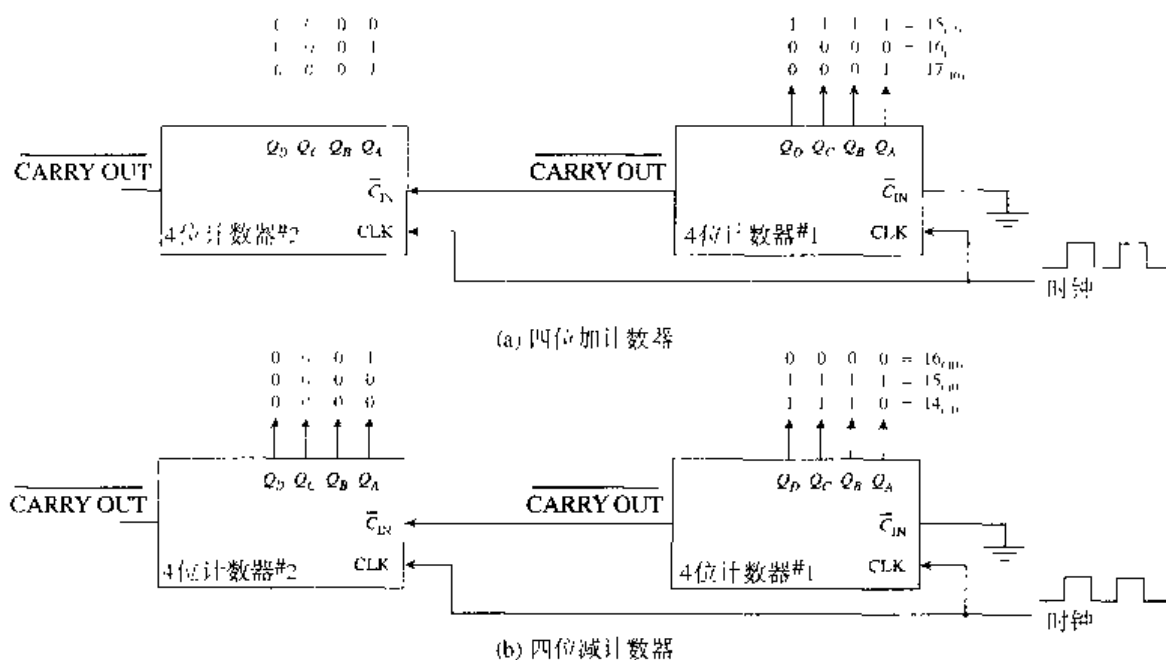 0 0 0
0 1
0 0 1
1 1 1 1 = 15
0 0 0 0 = 16
0 0 0 1 17
Q_D Q_C Q_B Q_A
CARRY OUT
C̅_IN
4位计数器#2
CLK
Q_D Q_C Q_B Q_A
CARRY OUT
C̅_IN
4位计数器#1
CLK
时钟
(a) 四位加计数器
0 0 1
0 0 0
0 0 0
0 0 0 0 = 16
1 1 1 1 = 15
1 1 1 0 = 14
Q_D Q_C Q_B Q_A
CARRY OUT
C̅_IN
4位计数器#2
CLK
Q_D Q_C Q_B Q_A
CARRY OUT
C̅_IN
4位计数器#1
CLK
时钟
(b) 四位减计数器